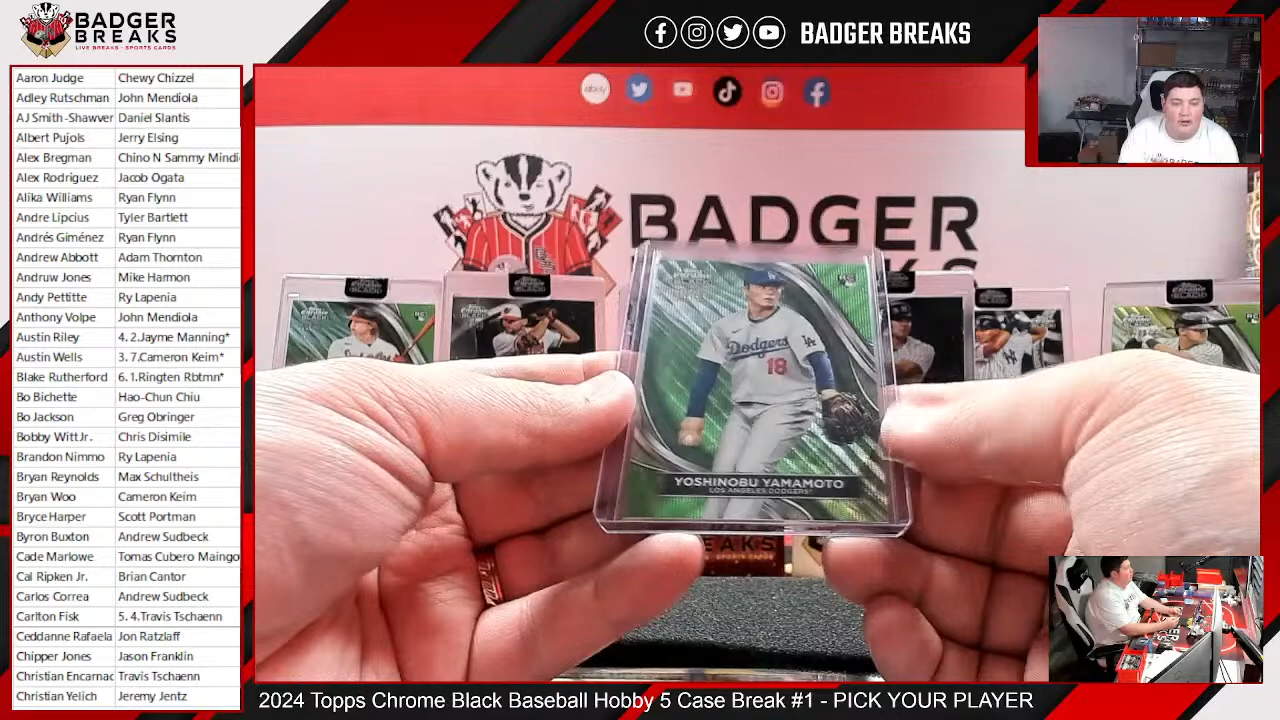 BADGER
BREAKS
LIVE BREAKS - SPORTS CARDS
BADGER BREAKS
Aaron Judge Chewy Chizzel
Adley Rutschman John Mendiola
AJ Smith-Shawver Daniel Slantis
Albert Pujols Jerry Elsing
Alex Bregman Chino N Sammy Mindi
Alex Rodriguez Jacob Ogata
Alika Williams Ryan Flynn
Andre Lipcius Tyler Bartlett
Andrés Giménez Ryan Flynn
Andrew Abbott Adam Thornton
Andruw Jones Mike Harmon
Andy Pettitte Ry Lapenia
Anthony Volpe John Mendiola
Austin Riley 4. 2.Jayme Manning*
Austin Wells 3. 7.Cameron Keim*
Blake Rutherford 6. 1.Ringten Rbtmn*
Bo Bichette Hao-Chun Chiu
Bo Jackson Greg Obringer
Bobby Witt Jr. Chris Disimile
Brandon Nimmo Ry Lapenia
Bryan Reynolds Max Schultheis
Bryan Woo Cameron Keim
Bryce Harper Scott Portman
Byron Buxton Andrew Sudbeck
Cade Marlowe Tomas Cubero Maingo
Cal Ripken Jr. Brian Cantor
Carlos Correa Andrew Sudbeck
Carlton Fisk 5. 4.Travis Tschaenn
Ceddanne Rafaela Jon Ratzlaff
Chipper Jones Jason Franklin
Christian Encarnac Travis Tschaenn
Christian Yelich Jeremy Jentz
ebay
BADGER
Dodgers
18
LA
YOSHINOBU YAMAMOTO
LOS ANGELES DODGERS
2024 Topps Chrome Black Baseball Hobby 5 Case Break #1 - PICK YOUR PLAYER